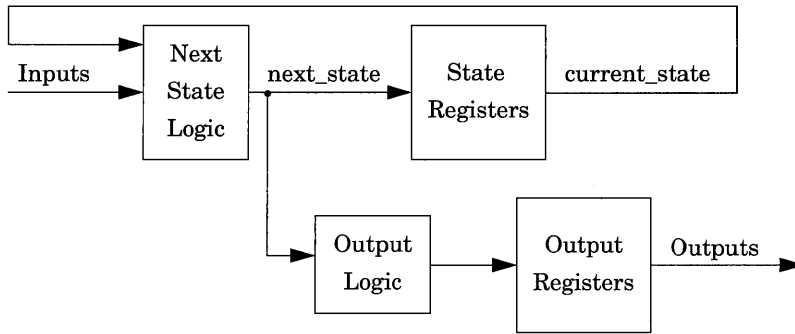 Inputs
Next
State
Logic
next_state
State
Registers
current_state
Output
Logic
Output
Registers
Outputs